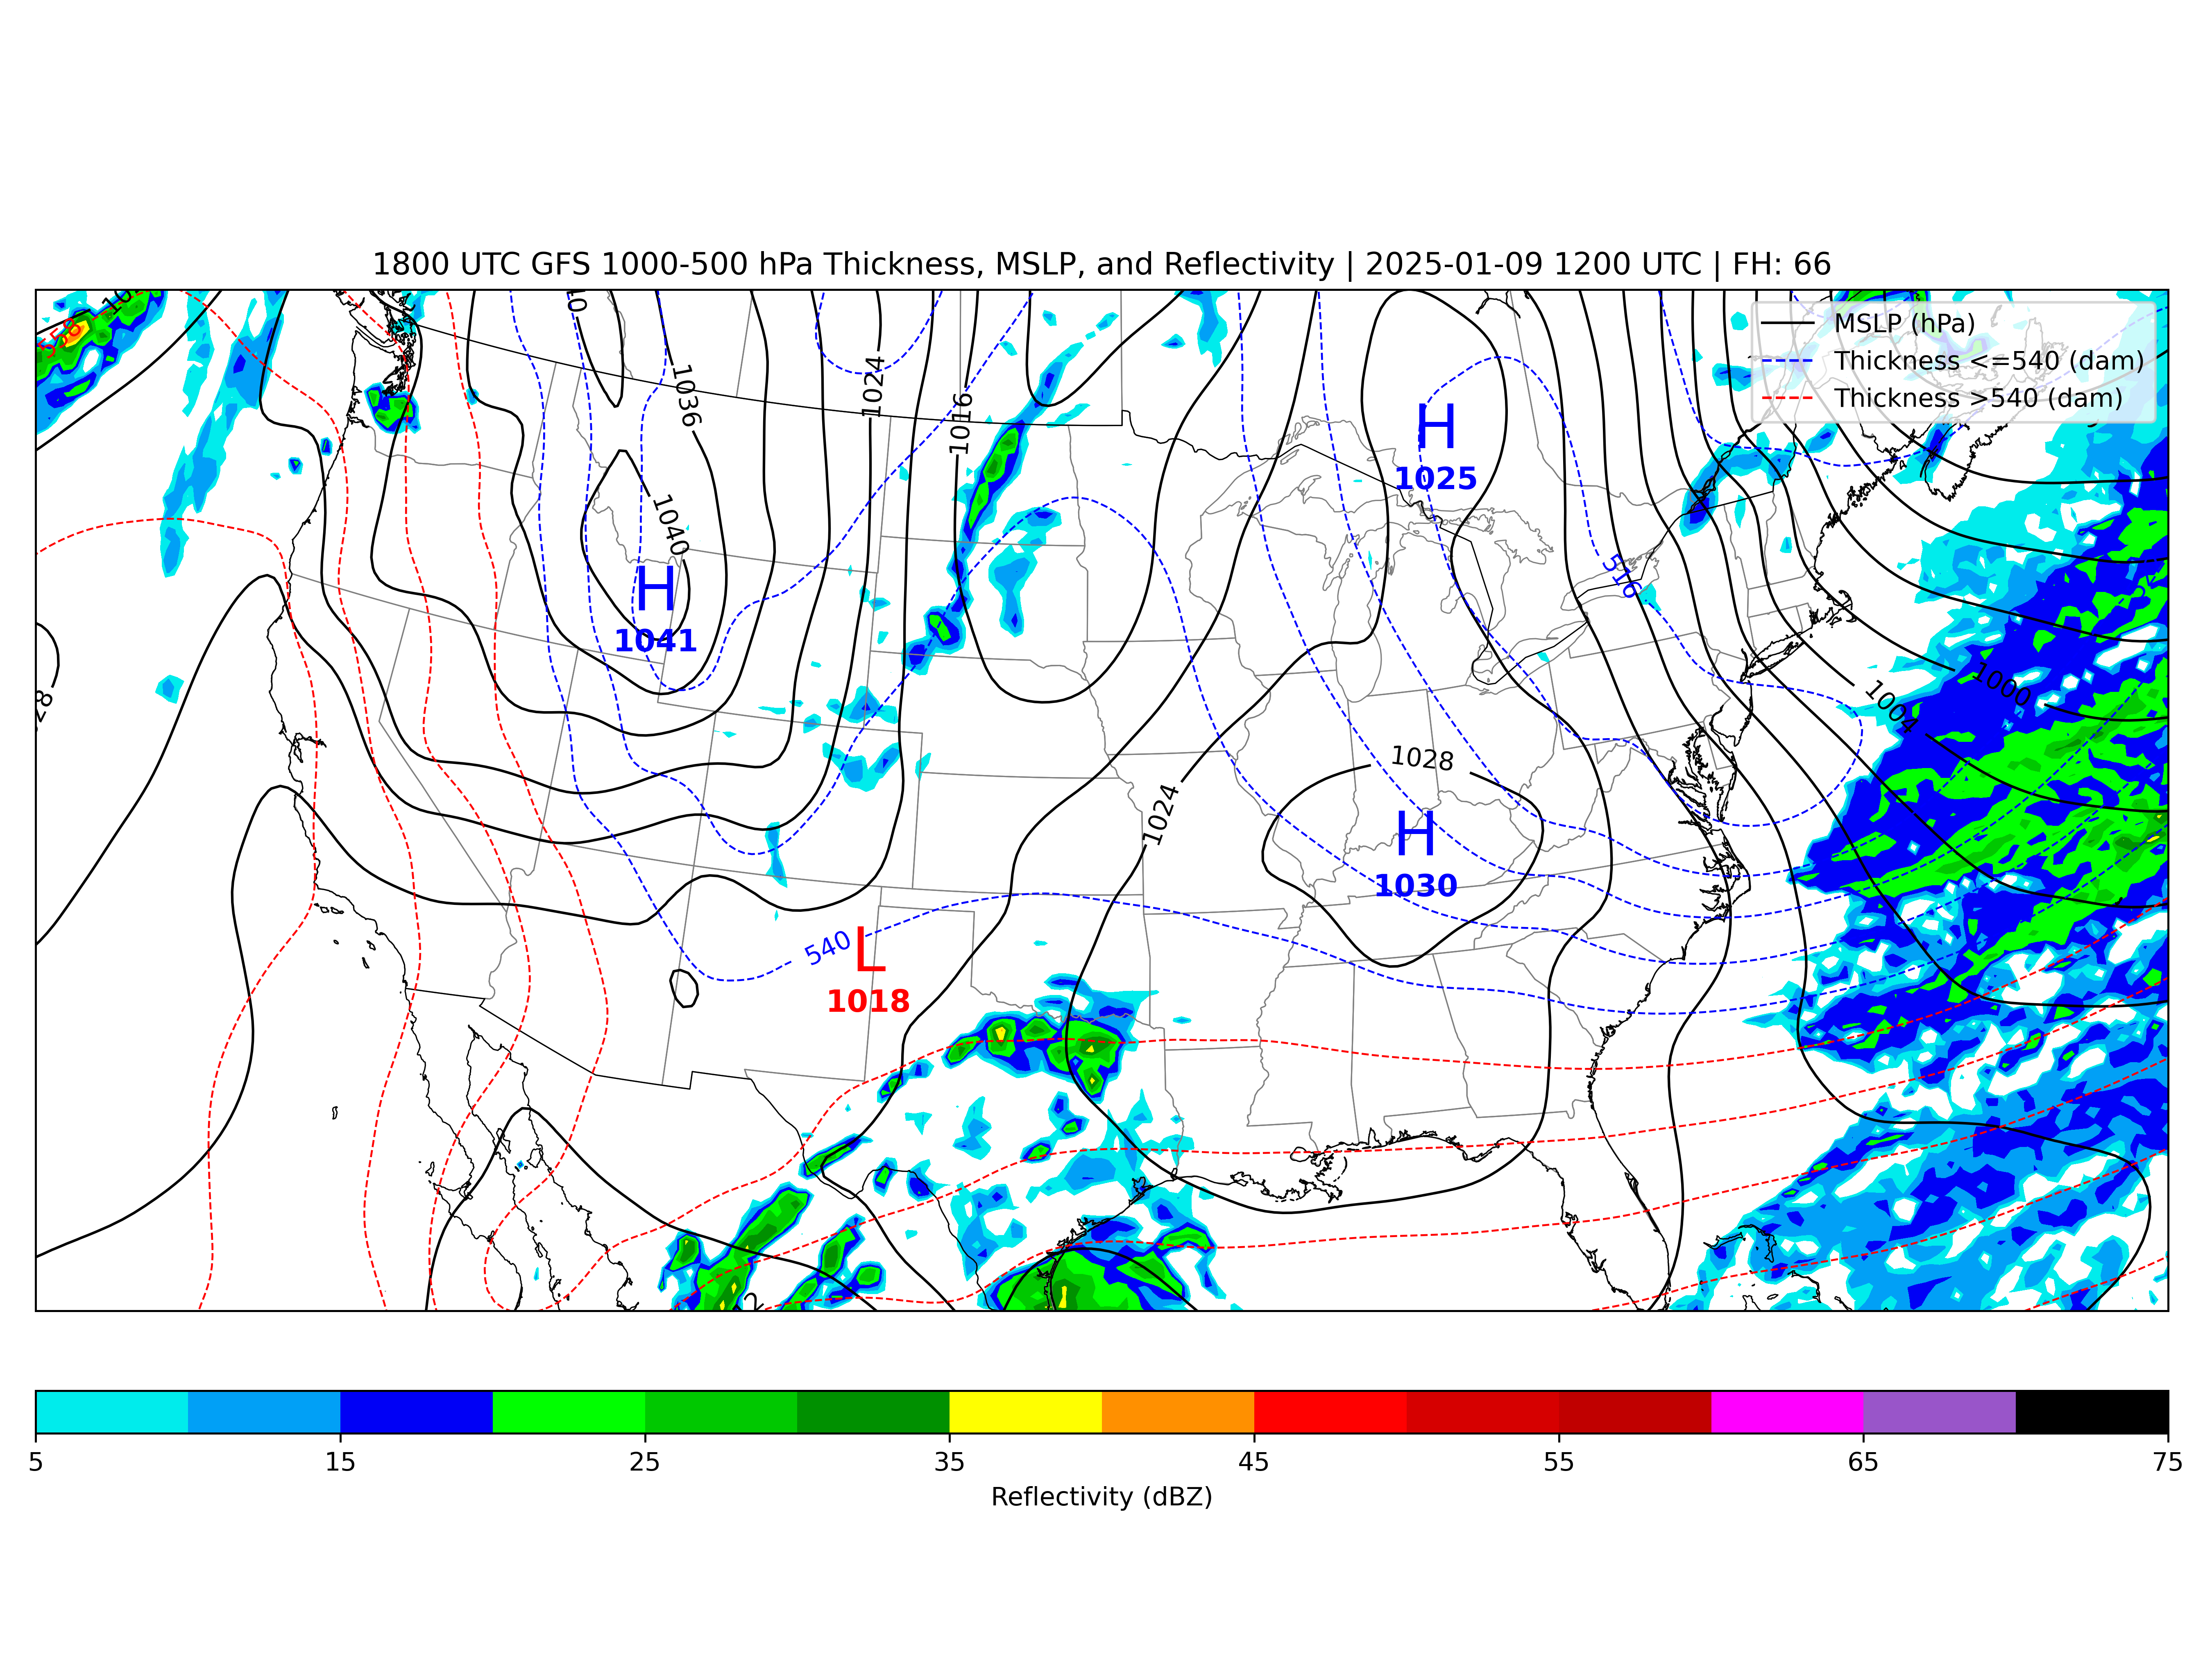 1800 UTC GFS 1000-500 hPa Thickness, MSLP, and Reflectivity | 2025-01-09 1200 UTC | FH: 66
MSLP (hPa)
Thickness <=540 (dam)
Thickness >540 (dam)
558
1036
1024
1016
H
1025
1040
H
1041
516
1000
1004
28
1028
1024
H
1030
540
L
1018
5 15 25 35 45 55 65 75
Reflectivity (dBZ)